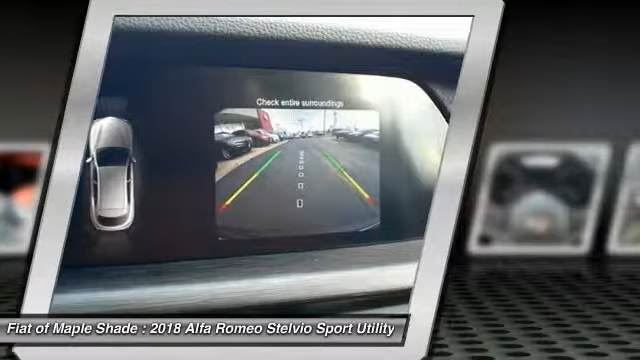 Check entire surroundings
Fiat of Maple Shade : 2018 Alfa Romeo Stelvio Sport Utility